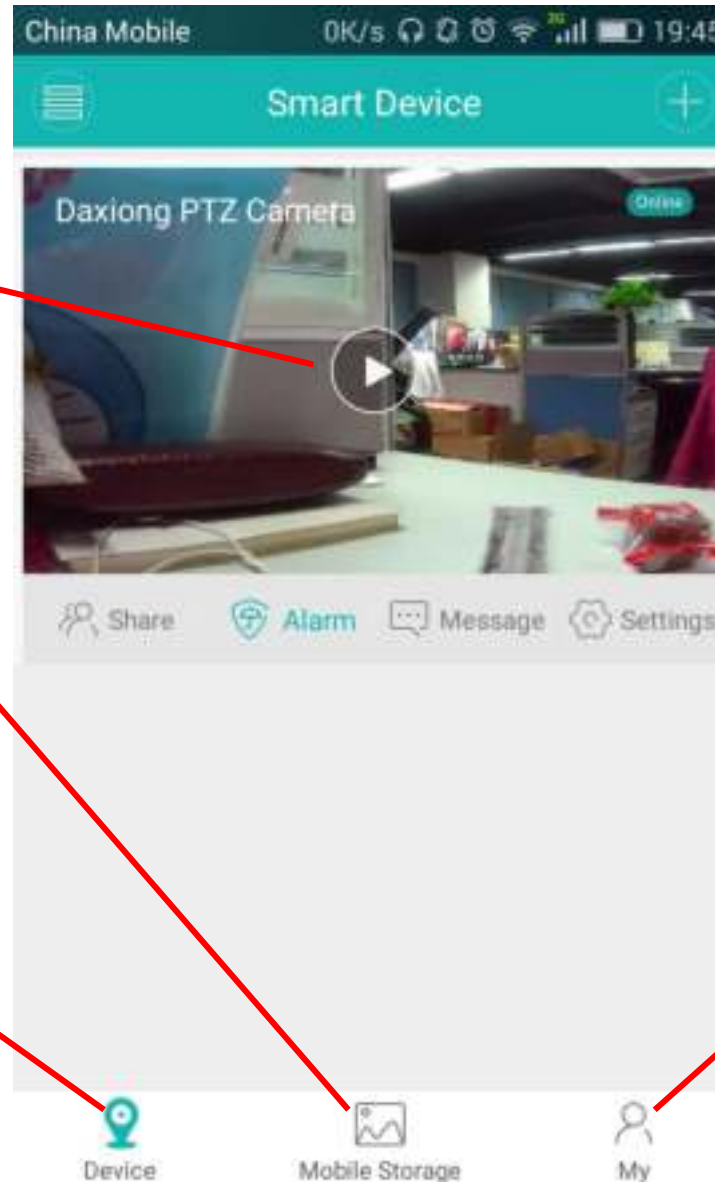 China Mobile 0K/s 2G 19:45
Smart Device
Daxiong PTZ Camera Online
Share Alarm Message Settings
Device Mobile Storage My